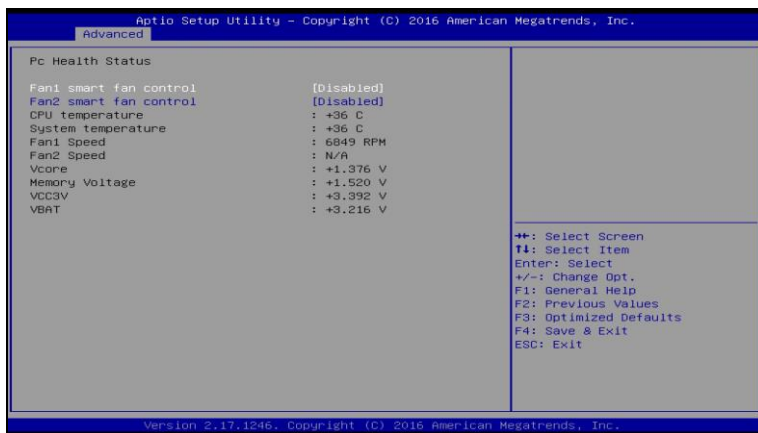 Aptio Setup Utility – Copyright (C) 2016 American Megatrends, Inc.
Advanced
Pc Health Status
Fan1 smart fan control [Disabled]
Fan2 smart fan control [Disabled]
CPU temperature : +36 C
System temperature : +36 C
Fan1 Speed : 6849 RPM
Fan2 Speed : N/A
Vcore : +1.376 V
Memory Voltage : +1.520 V
VCC3V : +3.392 V
VBAT : +3.216 V
→←: Select Screen
↑↓: Select Item
Enter: Select
+/-: Change Opt.
F1: General Help
F2: Previous Values
F3: Optimized Defaults
F4: Save & Exit
ESC: Exit
Version 2.17.1246. Copyright (C) 2016 American Megatrends, Inc.